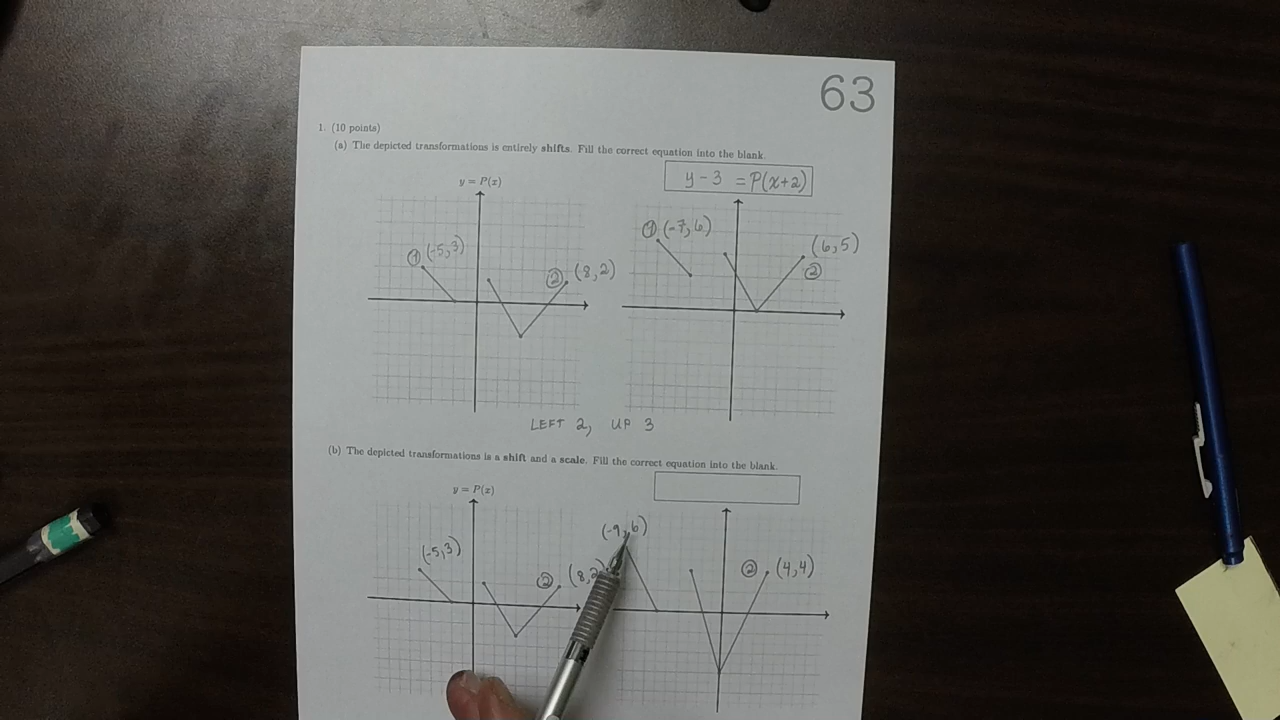 63
1. (10 points)
(a) The depicted transformations is entirely shifts. Fill the correct equation into the blank.
y = P(x)
y - 3 = P(x+2)
① (-5,3)
② (8,2)
① (-7,6)
(6,5)
②
LEFT 2, UP 3
(b) The depicted transformations is a shift and a scale. Fill the correct equation into the blank.
y = P(x)
(-5,3)
② (8,2
(-9,6)
② (4,4)